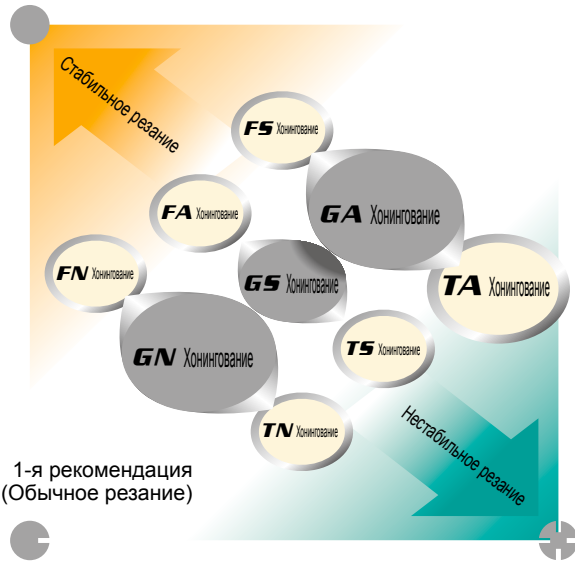 Стабильное резание
FS Хонингование
FA Хонингование
GA Хонингование
FN Хонингование
GS Хонингование
TA Хонингование
GN Хонингование
TS Хонингование
TN Хонингование
Нестабильное резание
1-я рекомендация
(Обычное резание)